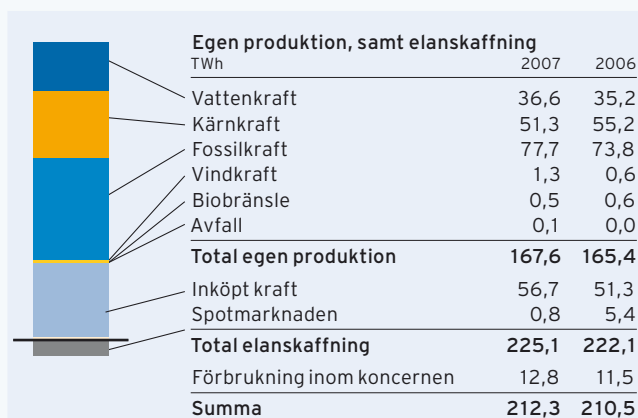 Egen produktion, samt elanskaffning
TWh 2007 2006
Vattenkraft 36,6 35,2
Kärnkraft 51,3 55,2
Fossilkraft 77,7 73,8
Vindkraft 1,3 0,6
Biobränsle 0,5 0,6
Avfall 0,1 0,0
Total egen produktion 167,6 165,4
Inköpt kraft 56,7 51,3
Spotmarknaden 0,8 5,4
Total elanskaffning 225,1 222,1
Förbrukning inom koncernen 12,8 11,5
Summa 212,3 210,5